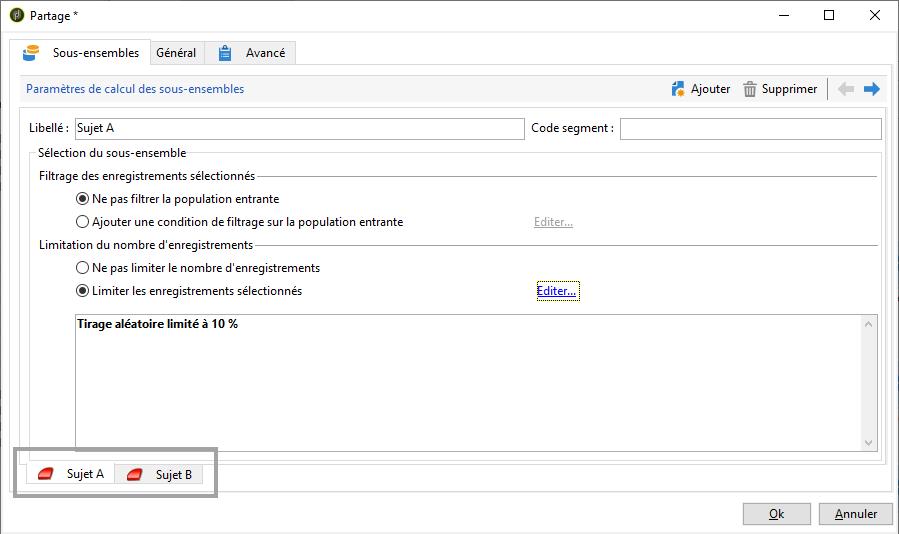 Partage *
Sous-ensembles Général Avancé
Paramètres de calcul des sous-ensembles Ajouter Supprimer
Libellé : Sujet A Code segment :
Sélection du sous-ensemble
Filtrage des enregistrements sélectionnés
Ne pas filtrer la population entrante
Ajouter une condition de filtrage sur la population entrante Editer...
Limitation du nombre d'enregistrements
Ne pas limiter le nombre d'enregistrements
Limiter les enregistrements sélectionnés Editer...
Tirage aléatoire limité à 10 %
Sujet A Sujet B
Ok Annuler